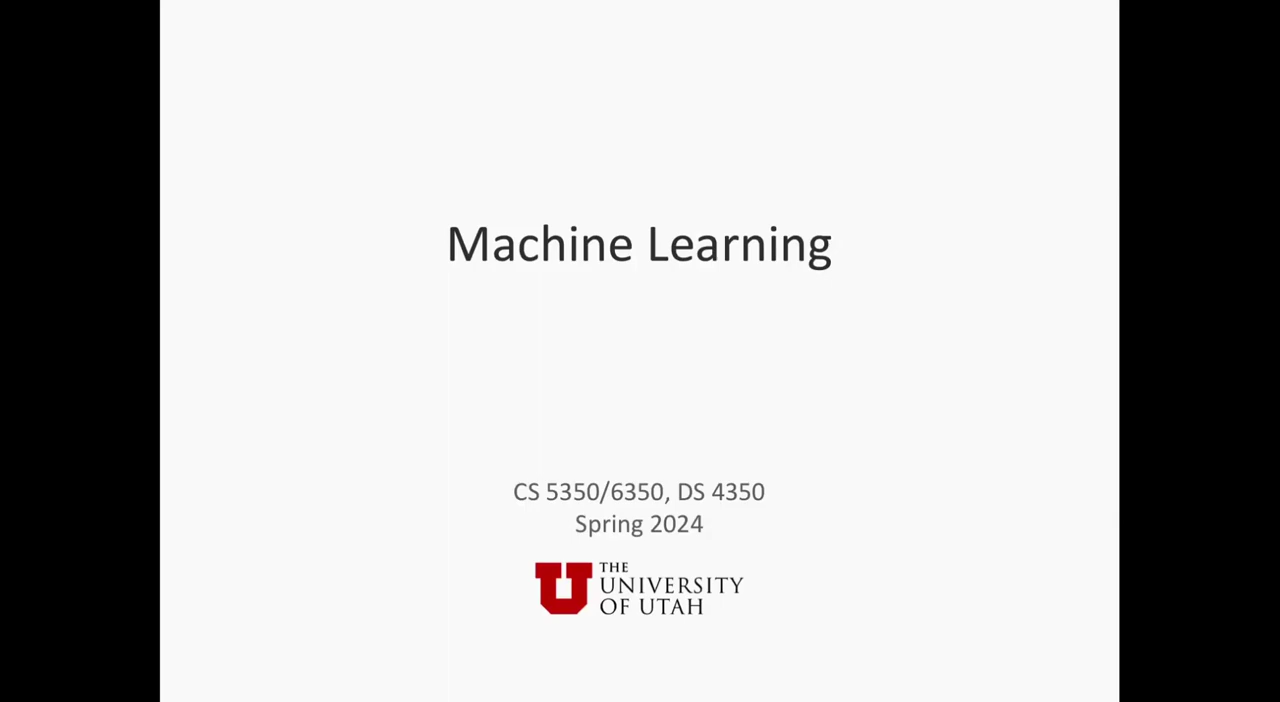 Machine Learning
CS 5350/6350, DS 4350
Spring 2024
THE
UNIVERSITY
OF UTAH